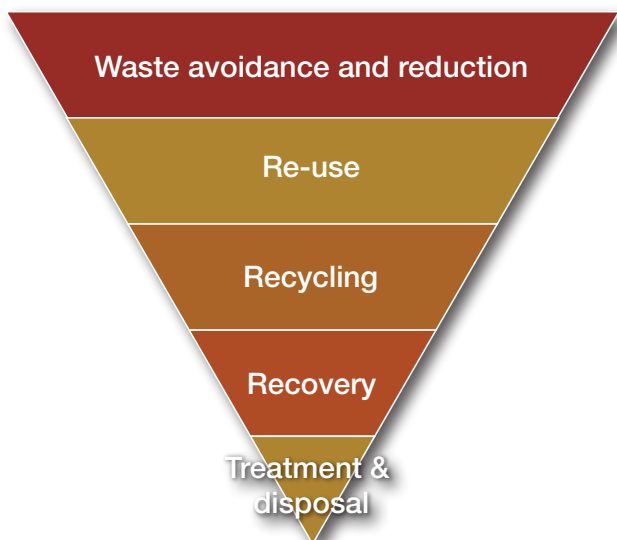 Waste avoidance and reduction
Re-use
Recycling
Recovery
Treatment &
disposal